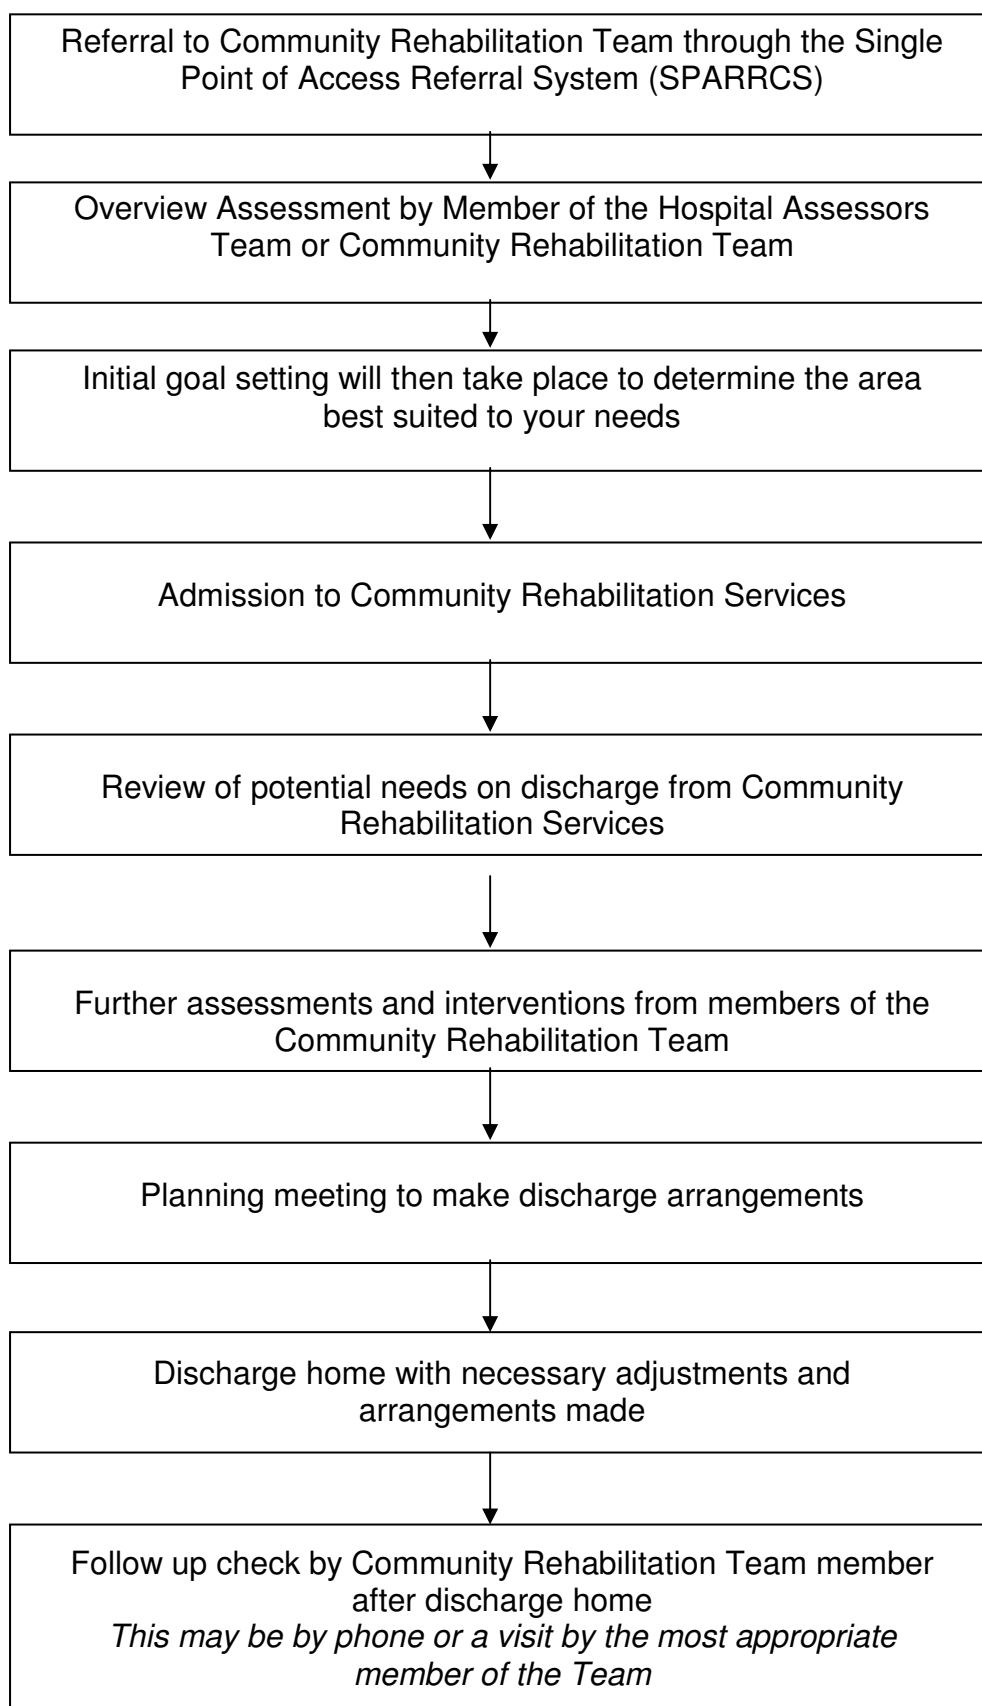 Referral to Community Rehabilitation Team through the Single
Point of Access Referral System (SPARRCS)
Overview Assessment by Member of the Hospital Assessors
Team or Community Rehabilitation Team
Initial goal setting will then take place to determine the area
best suited to your needs
Admission to Community Rehabilitation Services
Review of potential needs on discharge from Community
Rehabilitation Services
Further assessments and interventions from members of the
Community Rehabilitation Team
Planning meeting to make discharge arrangements
Discharge home with necessary adjustments and
arrangements made
Follow up check by Community Rehabilitation Team member
after discharge home
This may be by phone or a visit by the most appropriate
member of the Team